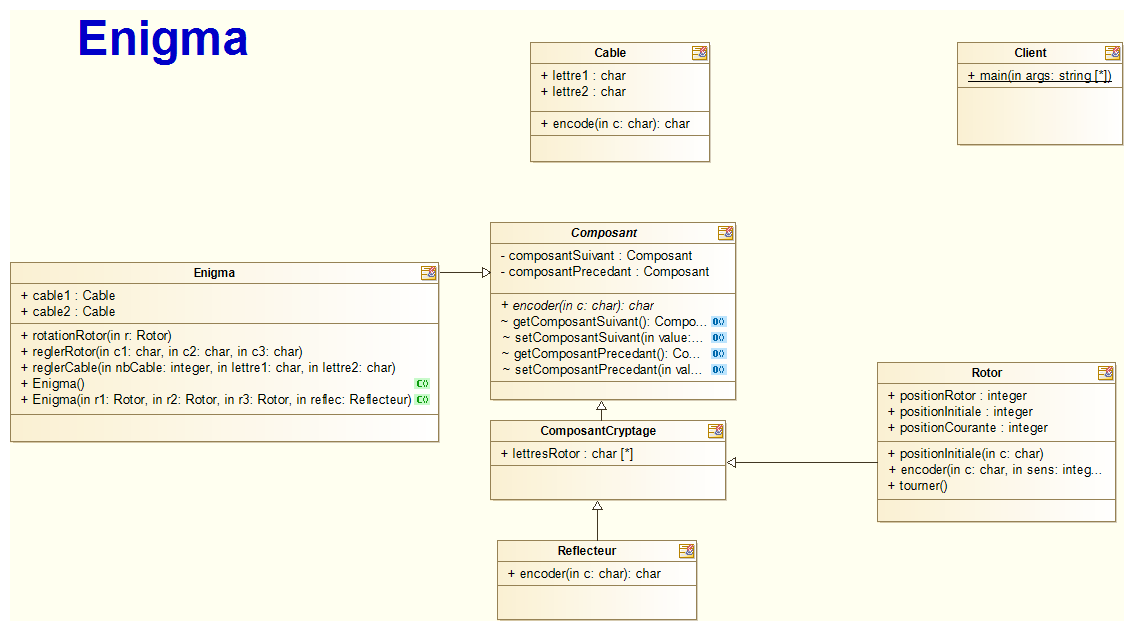 Enigma
Cable
+ lettre1 : char
+ lettre2 : char
+ encode(in c: char): char
Client
+ main(in args: string [*])
Composant
- composantSuivant : Composant
- composantPrecedant : Composant
+ encoder(in c: char): char
~ getComposantSuivant(): Compo...
~ setComposantSuivant(in value:...
~ getComposantPrecedant(): Co...
~ setComposantPrecedant(in val...
Enigma
+ cable1 : Cable
+ cable2 : Cable
+ rotationRotor(in r: Rotor)
+ reglerRotor(in c1: char, in c2: char, in c3: char)
+ reglerCable(in nbCable: integer, in lettre1: char, in lettre2: char)
+ Enigma()
+ Enigma(in r1: Rotor, in r2: Rotor, in r3: Rotor, in reflec: Reflecteur)
ComposantCryptage
+ lettresRotor : char [*]
Rotor
+ positionRotor : integer
+ positionInitiale : integer
+ positionCourante : integer
+ positionInitiale(in c: char)
+ encoder(in c: char, in sens: integ...
+ tourner()
Reflecteur
+ encoder(in c: char): char